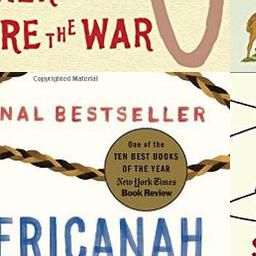 RE THE WAR
Copyrighted Material
NAL BESTSELLER
One of the
TEN BEST BOOKS
OF THE YEAR
New York Times
Book Review
ERICANAH